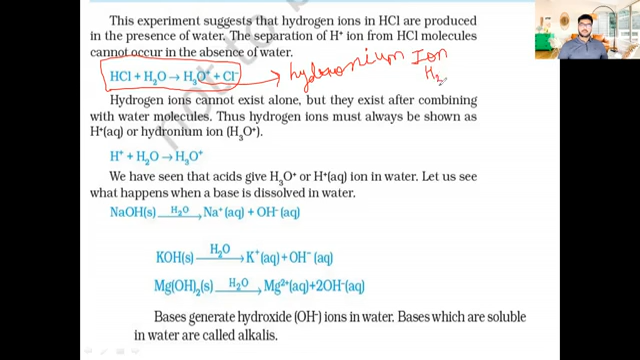 This experiment suggests that hydrogen ions in HCl are produced
in the presence of water. The separation of H⁺ ion from HCl molecules
cannot occur in the absence of water.
HCl + H₂O → H₃O⁺ + Cl⁻
hydronium Ion
H₃
Hydrogen ions cannot exist alone, but they exist after combining
with water molecules. Thus hydrogen ions must always be shown as
H⁺(aq) or hydronium ion (H₃O⁺).
H⁺ + H₂O → H₃O⁺
We have seen that acids give H₃O⁺ or H⁺(aq) ion in water. Let us see
what happens when a base is dissolved in water.
NaOH(s) —H₂O→ Na⁺(aq) + OH⁻(aq)
KOH(s) —H₂O→ K⁺(aq) + OH⁻ (aq)
Mg(OH)₂(s) —H₂O→ Mg²⁺(aq)+2OH⁻(aq)
Bases generate hydroxide (OH⁻) ions in water. Bases which are soluble
in water are called alkalis.
not to b